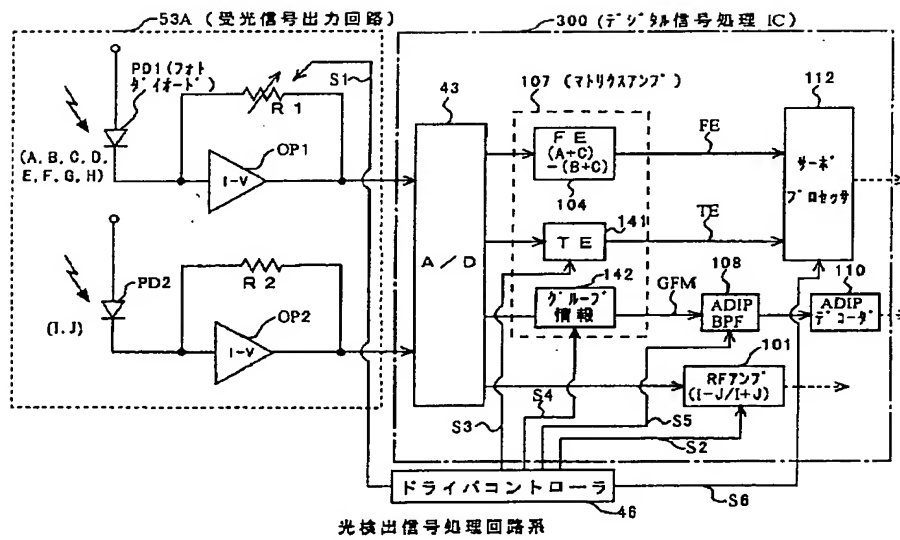 53A (受光信号出力回路)
300 (デジタル信号処理 IC)
PD1 (フォト
ダイオード)
(A, B, C, D,
E, F, G, H)
R 1
S1
OP1
I-V
PD2
(I, J)
R 2
OP2
I-V
43
A/D
107 (マトリクスアンプ)
FE
(A+C)
-(B+C)
104
FE
141
TE
TE
142
グループ
情報
GFM
108
ADIP
BPF
110
ADIP
デコーダ
101
RFアンプ
(I-J/I+J)
112
サーボ
プロセッサ
S3
S4
S5
S2
S6
ドライバコントローラ
46
光検出信号処理回路系